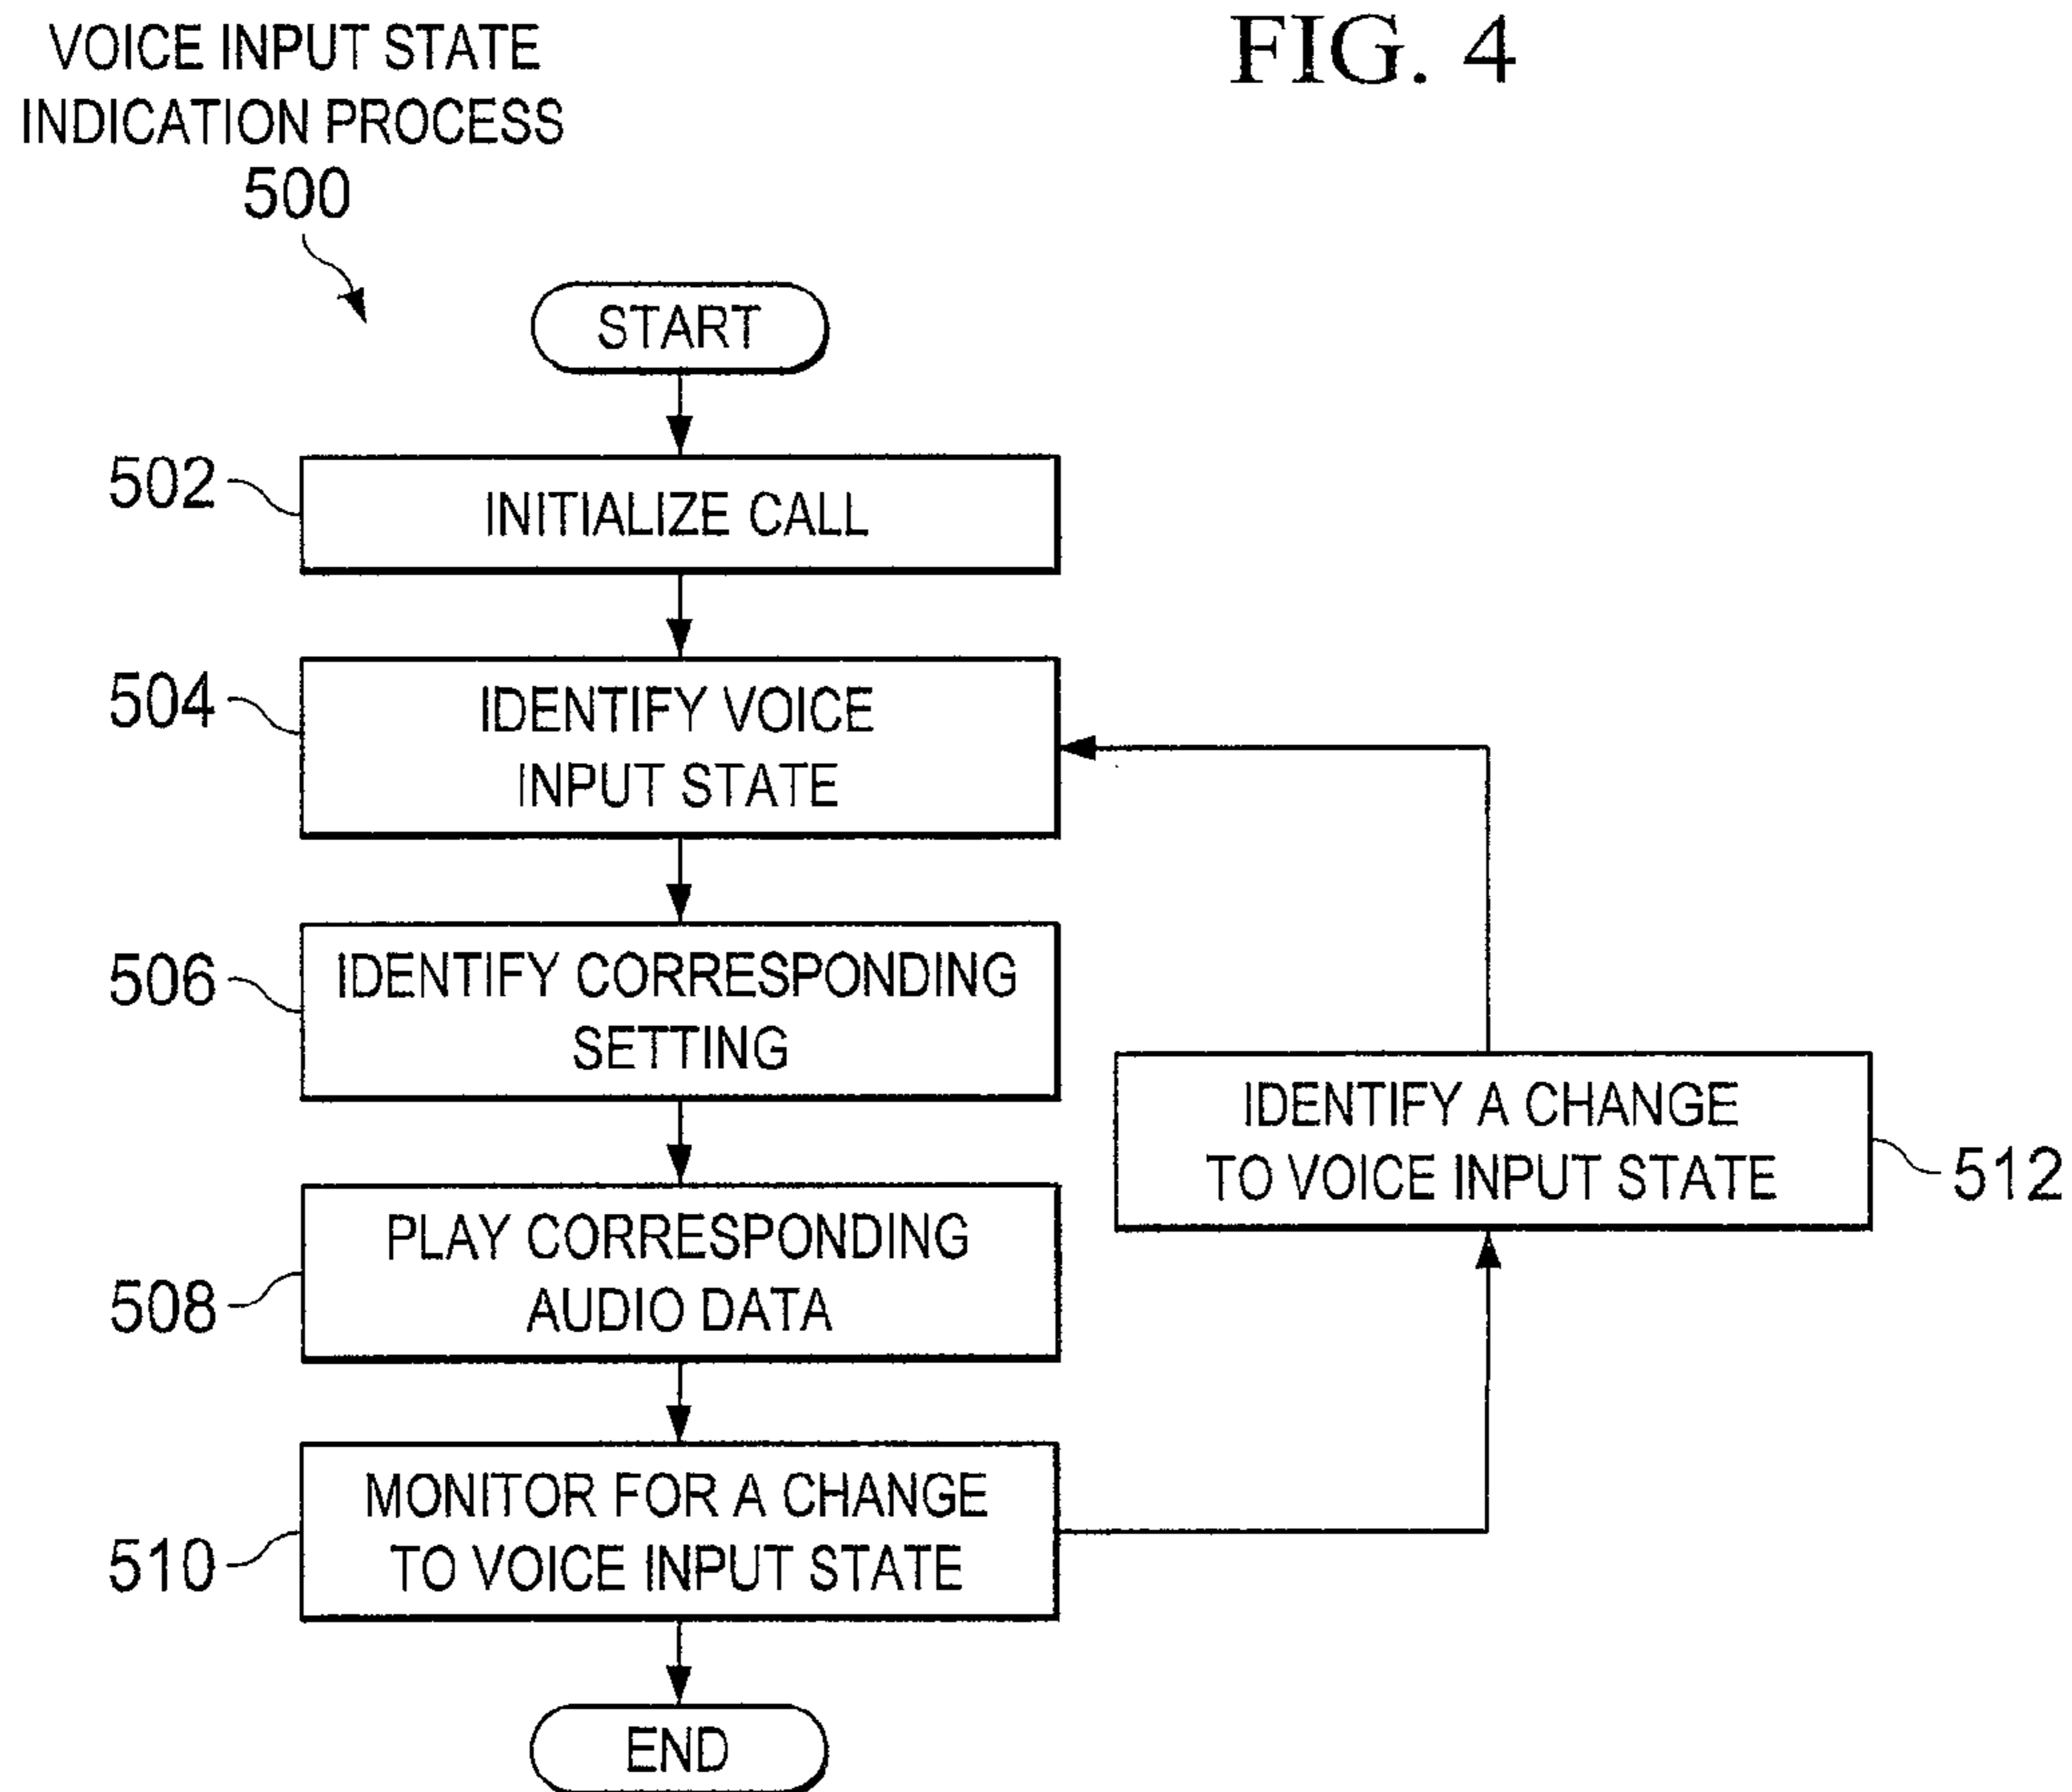 FIG. 4
VOICE INPUT STATE
INDICATION PROCESS
500
START
502
INITIALIZE CALL
504
IDENTIFY VOICE
INPUT STATE
506
IDENTIFY CORRESPONDING
SETTING
508
PLAY CORRESPONDING
AUDIO DATA
510
MONITOR FOR A CHANGE
TO VOICE INPUT STATE
IDENTIFY A CHANGE
TO VOICE INPUT STATE
512
END